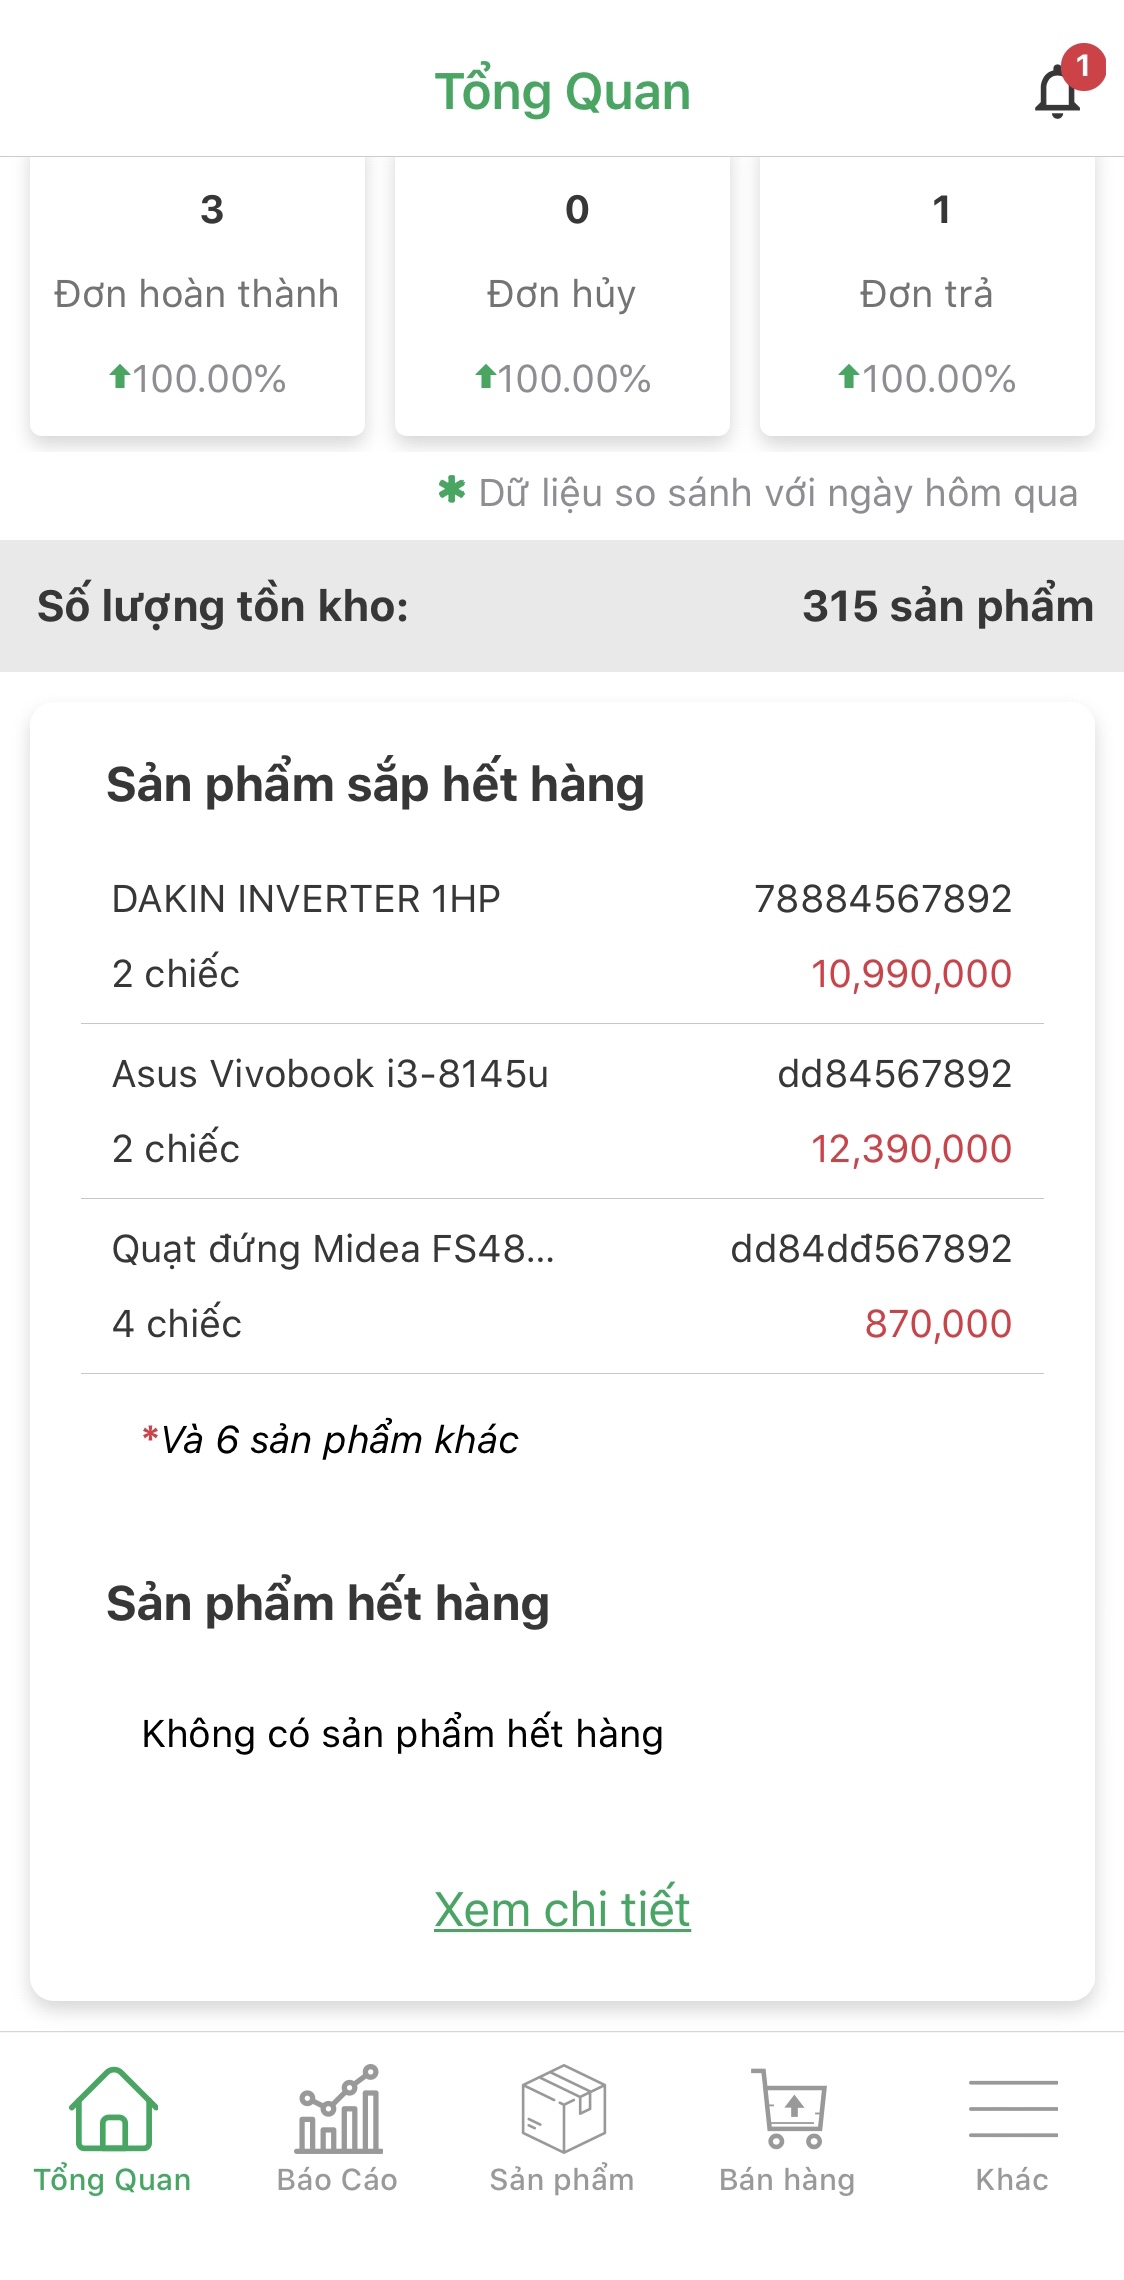 Tổng Quan
1
3
0
1
Đơn hoàn thành
Đơn hủy
Đơn trả
100.00%
100.00%
100.00%
* Dữ liệu so sánh với ngày hôm qua
Số lượng tồn kho: 315 sản phẩm
Sản phẩm sắp hết hàng
DAKIN INVERTER 1HP 78884567892
2 chiếc 10,990,000
Asus Vivobook i3-8145u dd84567892
2 chiếc 12,390,000
Quạt đứng Midea FS48... dd84dđ567892
4 chiếc 870,000
*Và 6 sản phẩm khác
Sản phẩm hết hàng
Không có sản phẩm hết hàng
Xem chi tiết
Tổng Quan
Báo Cáo
Sản phẩm
Bán hàng
Khác